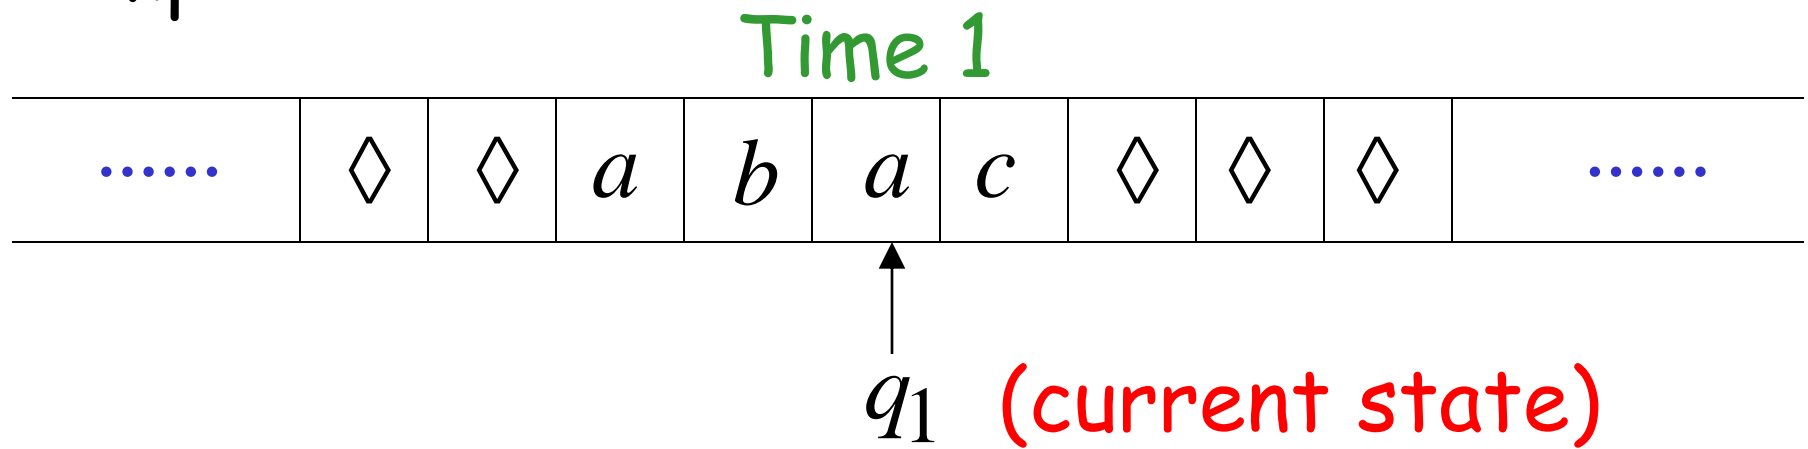 Time 1
...... ◊ ◊ a b a c ◊ ◊ ◊ ......
q₁ (current state)